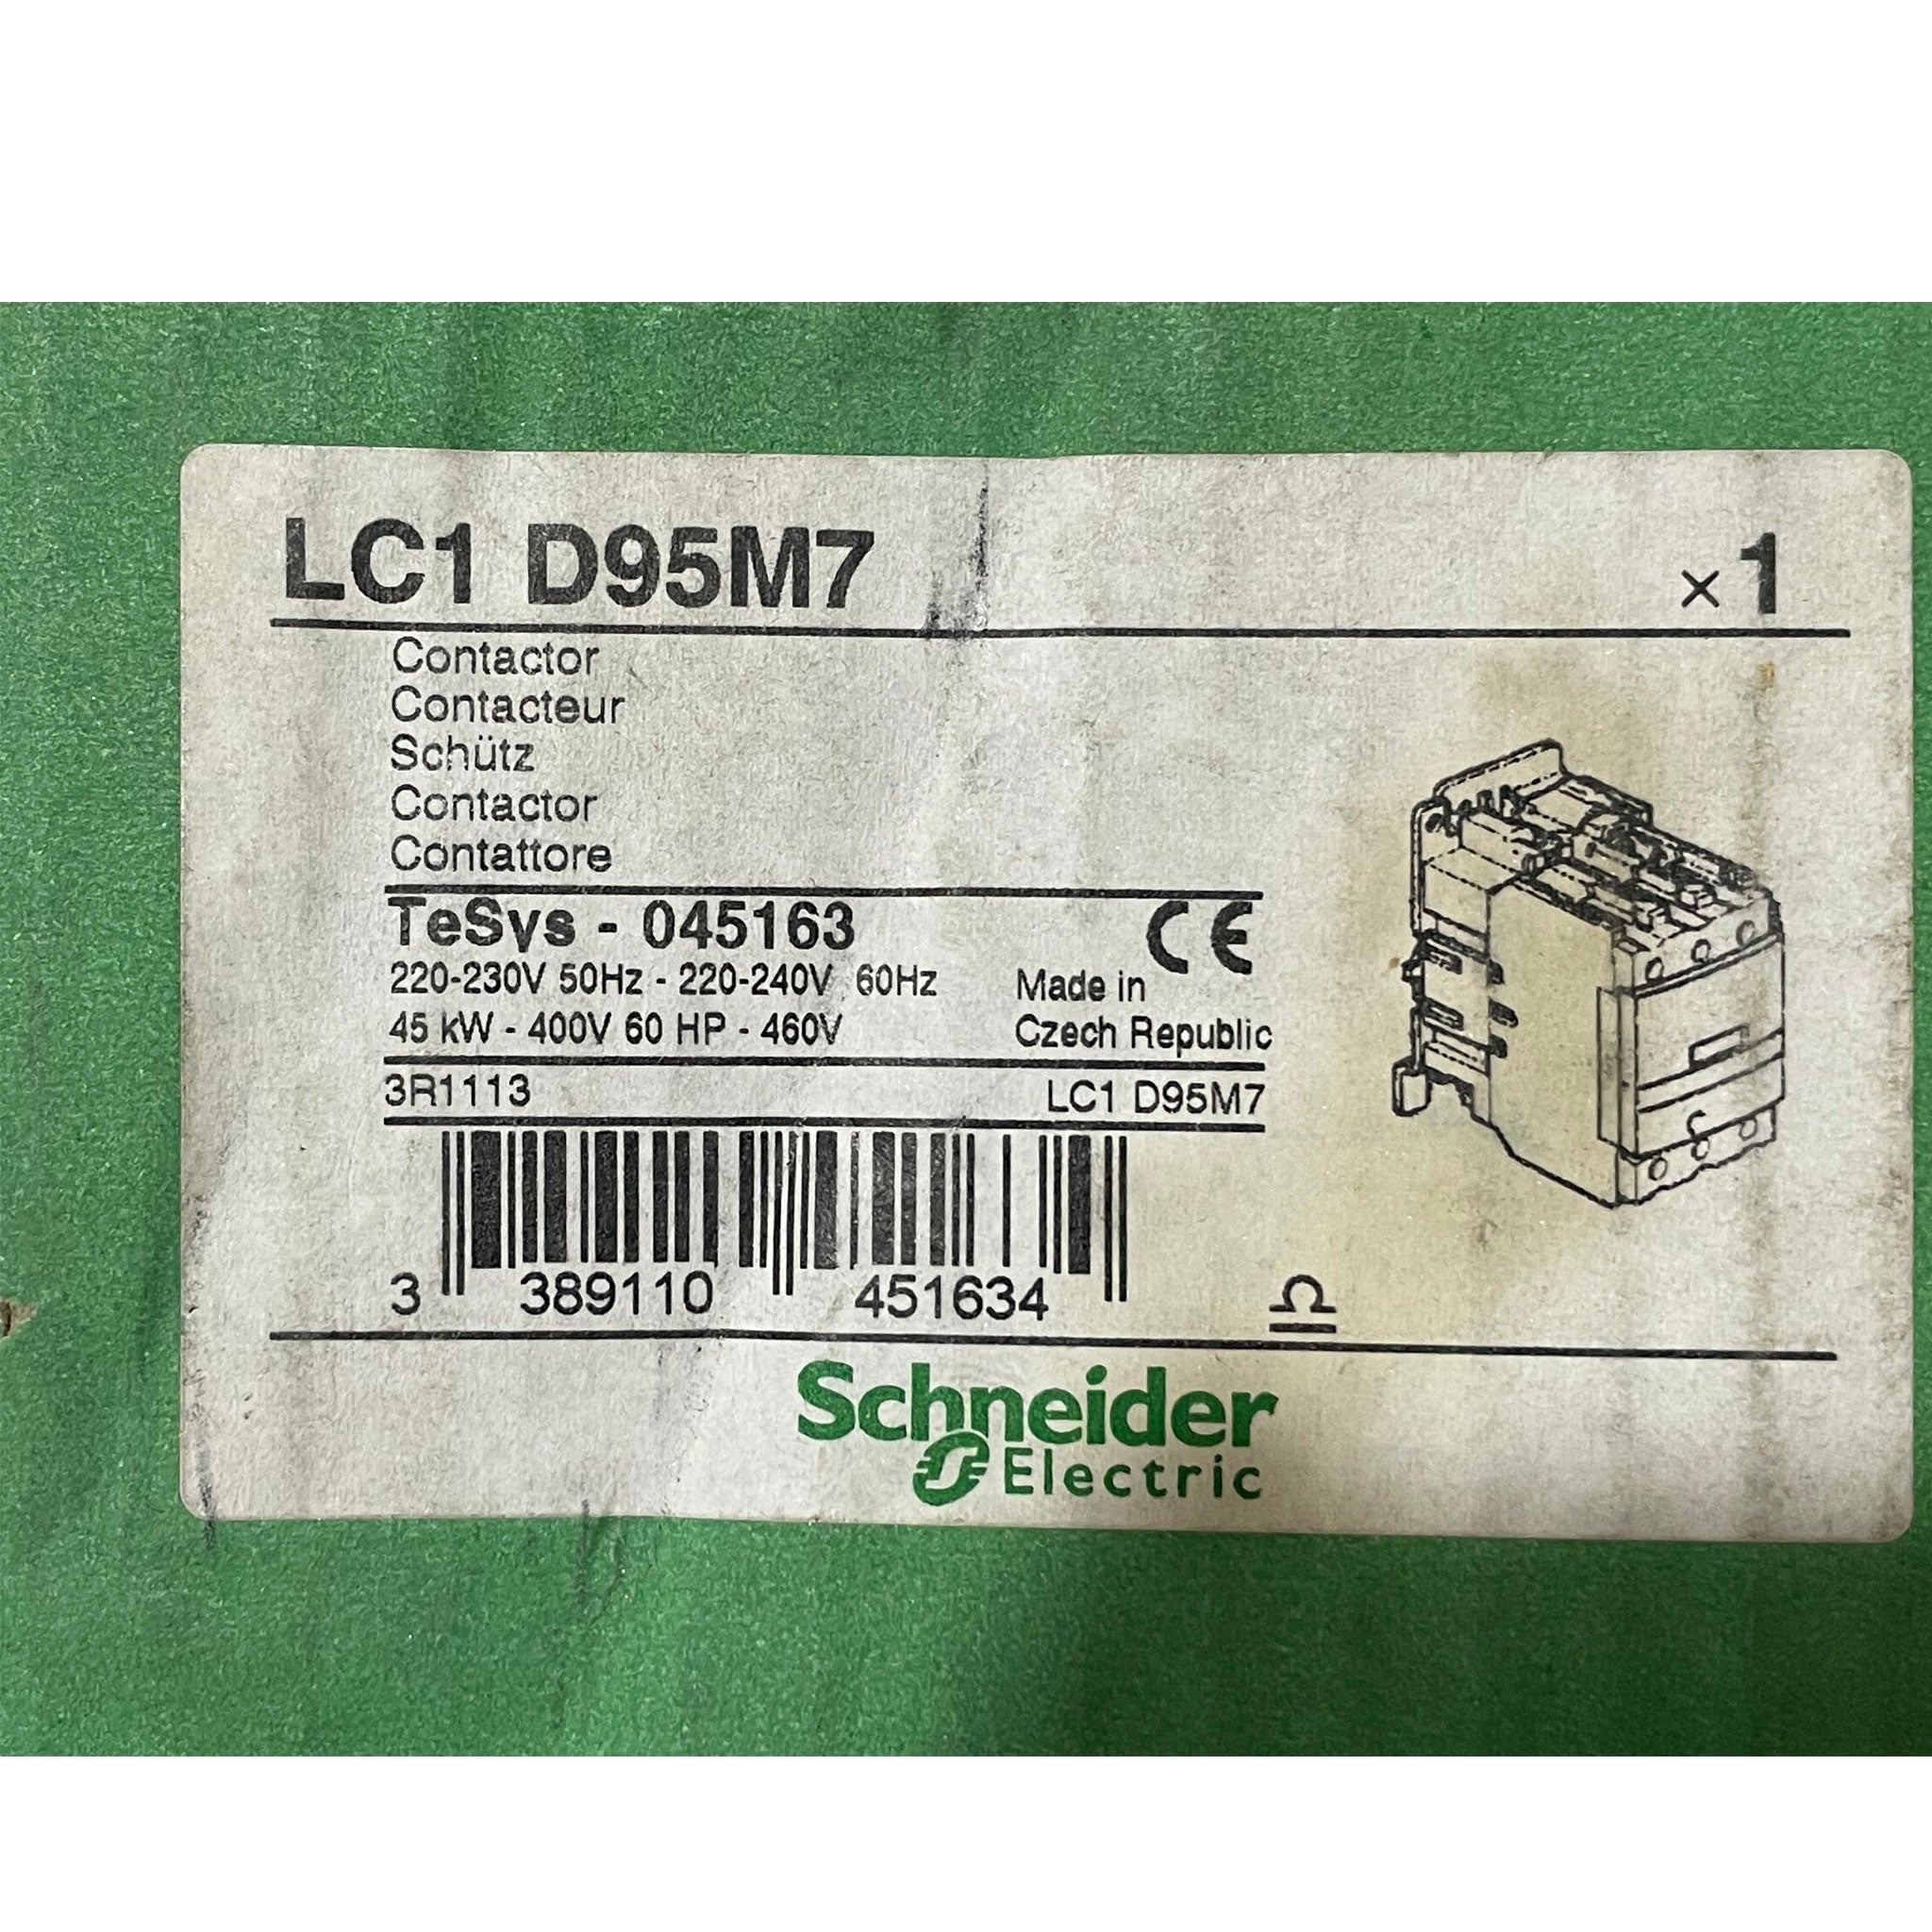 LC1 D95M7 × 1
Contactor
Contacteur
Schütz
Contactor
Contattore
TeSys - 045163 CE
220-230V 50Hz - 220-240V 60Hz Made in
45 kW - 400V 60 HP - 460V Czech Republic
3R1113 LC1 D95M7
3 389110 451634
Schneider
Electric